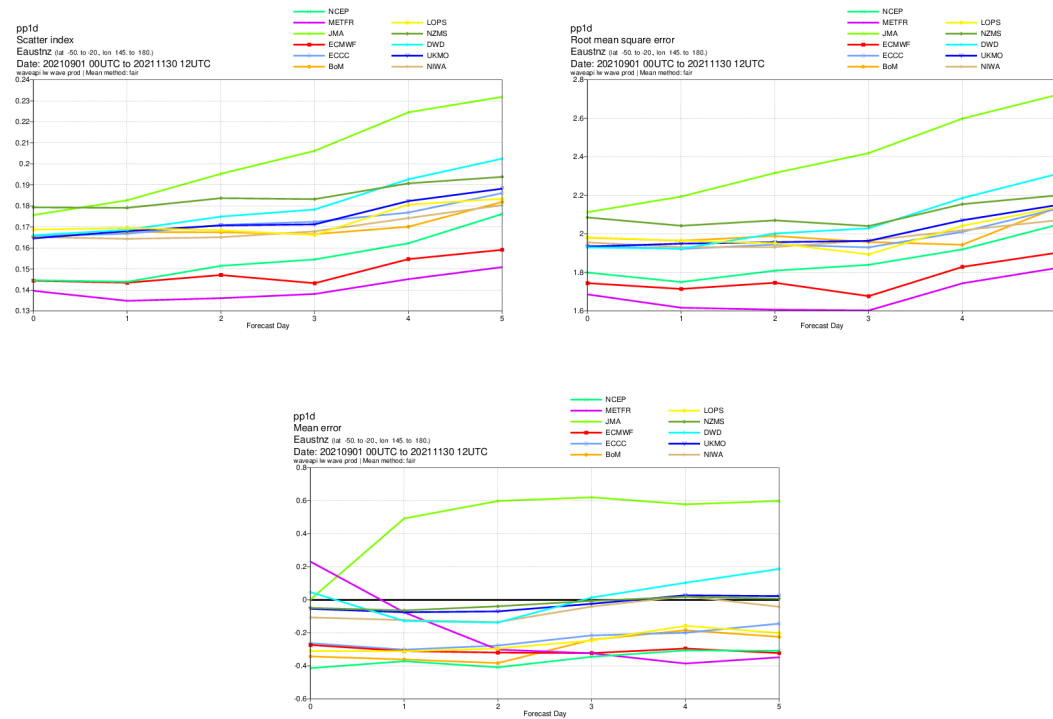 NCEP
METFR
JMA
ECMWF
ECCC
BoM
LOPS
NZMS
DWD
UKMO
NIWA
pp1d
Scatter index
Eaustnz (lat -50. to -20., lon 145. to 180.)
Date: 20210901 00UTC to 20211130 12UTC
waveapi lw wave prod | Mean method: fair
0.24
0.23
0.22
0.21
0.2
0.19
0.18
0.17
0.16
0.15
0.14
0.13
0 1 2 3 4 5
Forecast Day
NCEP
METFR
JMA
ECMWF
ECCC
BoM
LOPS
NZMS
DWD
UKMO
NIWA
pp1d
Root mean square error
Eaustnz (lat -50. to -20., lon 145. to 180.)
Date: 20210901 00UTC to 20211130 12UTC
waveapi lw wave prod | Mean method: fair
2.8
2.6
2.4
2.2
2
1.8
1.6
0 1 2 3 4
Forecast Day
NCEP
METFR
JMA
ECMWF
ECCC
BoM
LOPS
NZMS
DWD
UKMO
NIWA
pp1d
Mean error
Eaustnz (lat -50. to -20., lon 145. to 180.)
Date: 20210901 00UTC to 20211130 12UTC
waveapi lw wave prod | Mean method: fair
0.8
0.6
0.4
0.2
0
-0.2
-0.4
-0.6
0 1 2 3 4 5
Forecast Day